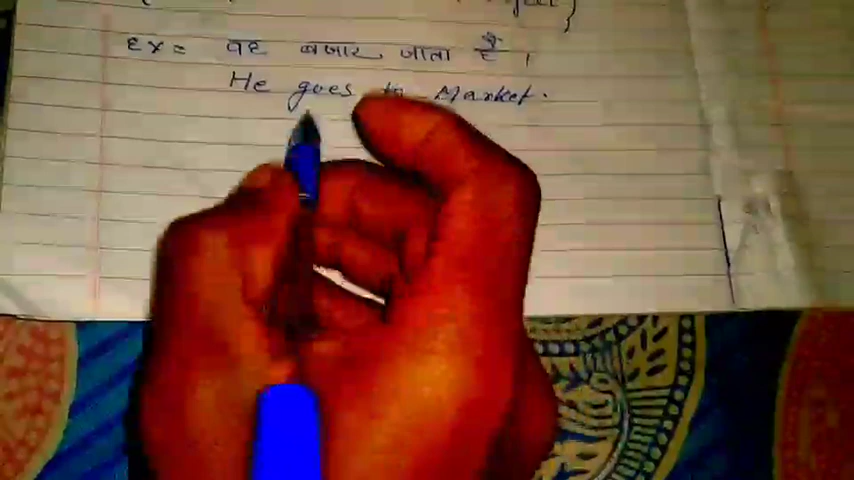 Ex = वह बजार जाता है ।
He goes to Market.